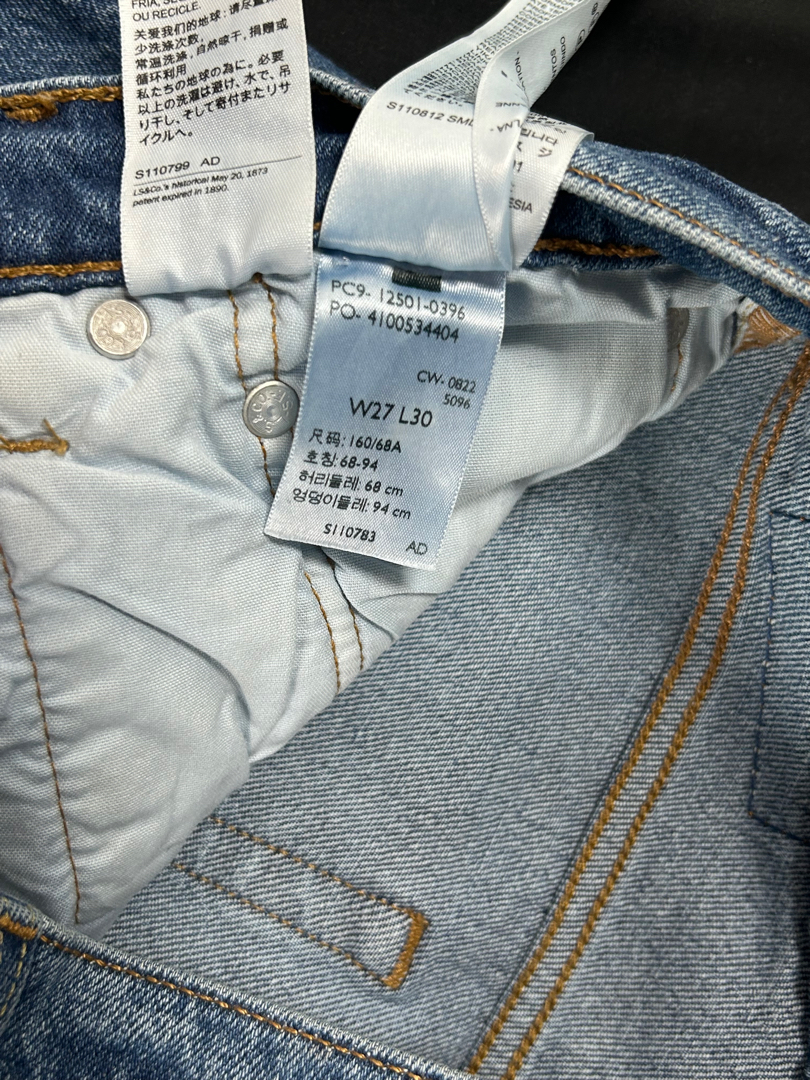 FRIA, SE
OU RECICLE.
关爱我们的地球：请尽量
少洗涤次数，
常温洗涤，自然晾干，捐赠或
循环利用
私たちの地球の為に。必要
以上の洗濯は避け、水で、吊
り干し、そして寄付またはリサ
イクルへ。
S110799 AD
LS&Co.'s historical May 20, 1873
patent expired in 1890.
S110812 SML
ESIA
PC9- 12501-0396
PO- 4100534404
CW- 0822
5096
W27 L30
尺码: 160/68A
호칭: 68-94
허리둘레: 68 cm
엉덩이둘레: 94 cm
S110783 AD